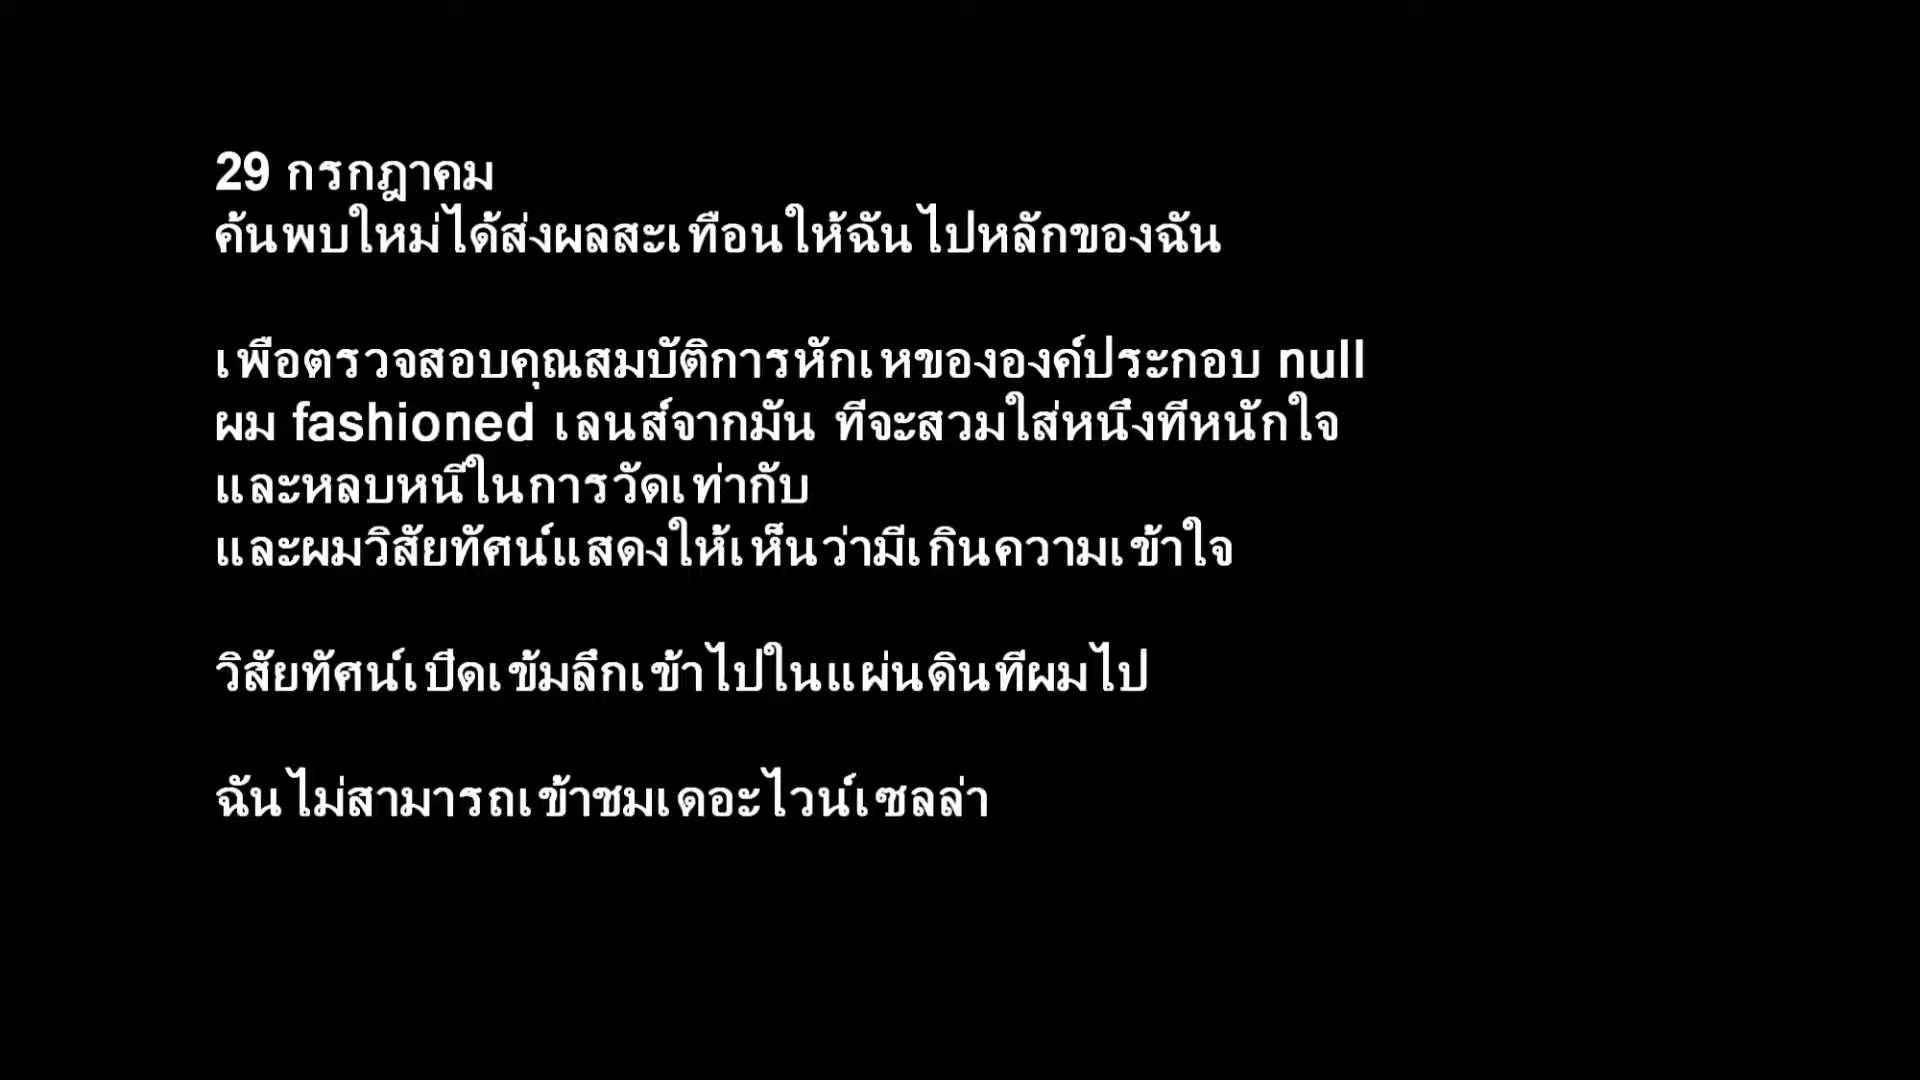 29 กรกฎาคม
ค้นพบใหม่ได้ส่งผลสะเทือนให้ฉันไปหลักของฉัน
เพือตรวจสอบคุณสมบัติการหักเหขององค์ประกอบ null
ผม fashioned เลนส์จากมัน ทีจะสวมใส่หนึ่งทีหนักใจ
และหลบหนีในการวัดเท่ากับ
และผมวิสัยทัศน์แสดงให้เห็นว่ามีเกินความเข้าใจ
วิสัยทัศน์เปิดเข้มลึกเข้าไปในแผ่นดินทีผมไป
ฉันไม่สามารถเข้าชมเดอะไวน์เซลล่า